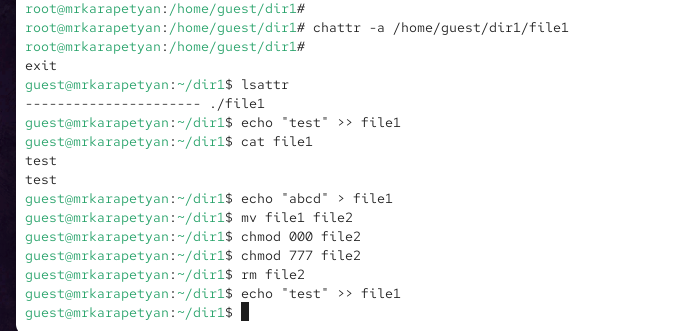 root@mrkarapetyan:/home/guest/dir1#
root@mrkarapetyan:/home/guest/dir1# chattr -a /home/guest/dir1/file1
root@mrkarapetyan:/home/guest/dir1#
exit
guest@mrkarapetyan:~/dir1$ lsattr
---------------------- ./file1
guest@mrkarapetyan:~/dir1$ echo "test" >> file1
guest@mrkarapetyan:~/dir1$ cat file1
test
test
guest@mrkarapetyan:~/dir1$ echo "abcd" > file1
guest@mrkarapetyan:~/dir1$ mv file1 file2
guest@mrkarapetyan:~/dir1$ chmod 000 file2
guest@mrkarapetyan:~/dir1$ chmod 777 file2
guest@mrkarapetyan:~/dir1$ rm file2
guest@mrkarapetyan:~/dir1$ echo "test" >> file1
guest@mrkarapetyan:~/dir1$